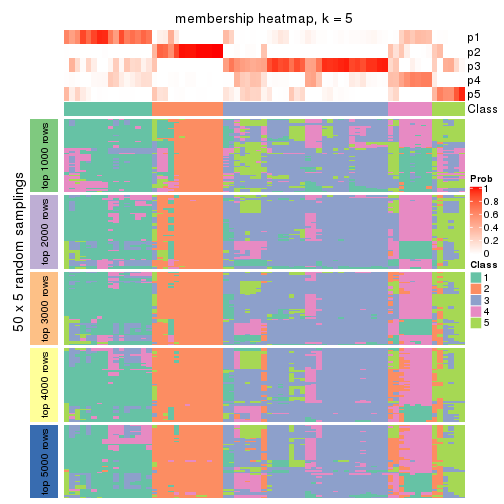 membership heatmap, k = 5
p1
p2
p3
p4
p5
Class
50 x 5 random samplings
top 1000 rows
top 2000 rows
top 3000 rows
top 4000 rows
top 5000 rows
Prob
1
0.8
0.6
0.4
0.2
0
Class
1
2
3
4
5